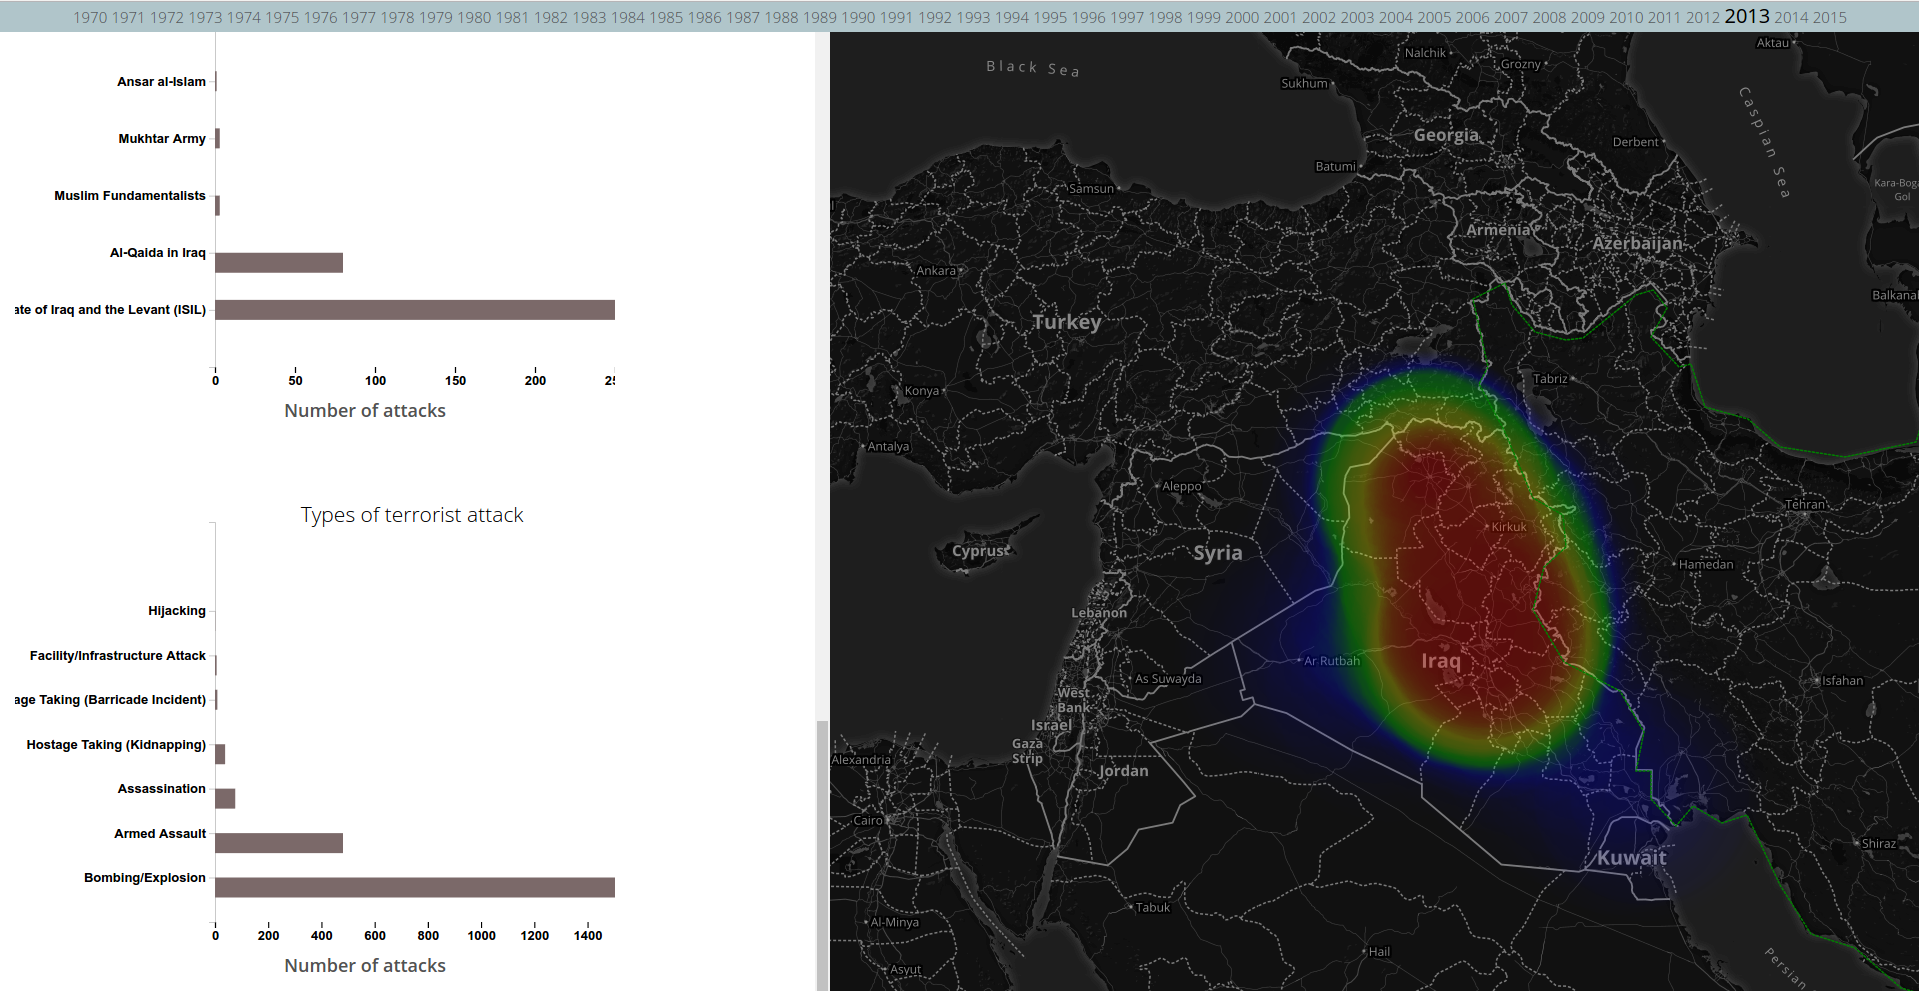 1970 1971 1972 1973 1974 1975 1976 1977 1978 1979 1980 1981 1982 1983 1984 1985 1986 1987 1988 1989 1990 1991 1992 1993 1994 1995 1996 1997 1998 1999 2000 2001 2002 2003 2004 2005 2006 2007 2008 2009 2010 2011 2012 2013 2014 2015
Ansar al-Islam
Mukhtar Army
Muslim Fundamentalists
Al-Qaida in Iraq
ate of Iraq and the Levant (ISIL)
0 50 100 150 200 25
Number of attacks
Types of terrorist attack
Hijacking
Facility/Infrastructure Attack
age Taking (Barricade Incident)
Hostage Taking (Kidnapping)
Assassination
Armed Assault
Bombing/Explosion
0 200 400 600 800 1000 1200 1400
Number of attacks
Black Sea
Nalchik
Grozny
Aktau
Sukhum
Caspian Sea
Georgia
Derbent
Batumi
Samsun
Kara-Boga
Gol
Armenia
Azerbaijan
Ankara
Balkanal
Turkey
Tabriz
Konya
Antalya
Aleppo
Tehran
Kirkuk
Cyprus
Syria
Hamedan
Lebanon
Ar Rutbah
Iraq
As Suwayda
Isfahan
West
Bank
Israel
Gaza
Strip
Alexandria
Jordan
Cairo
Shiraz
Kuwait
Tabuk
Al-Minya
Hail
Asyut
Persian